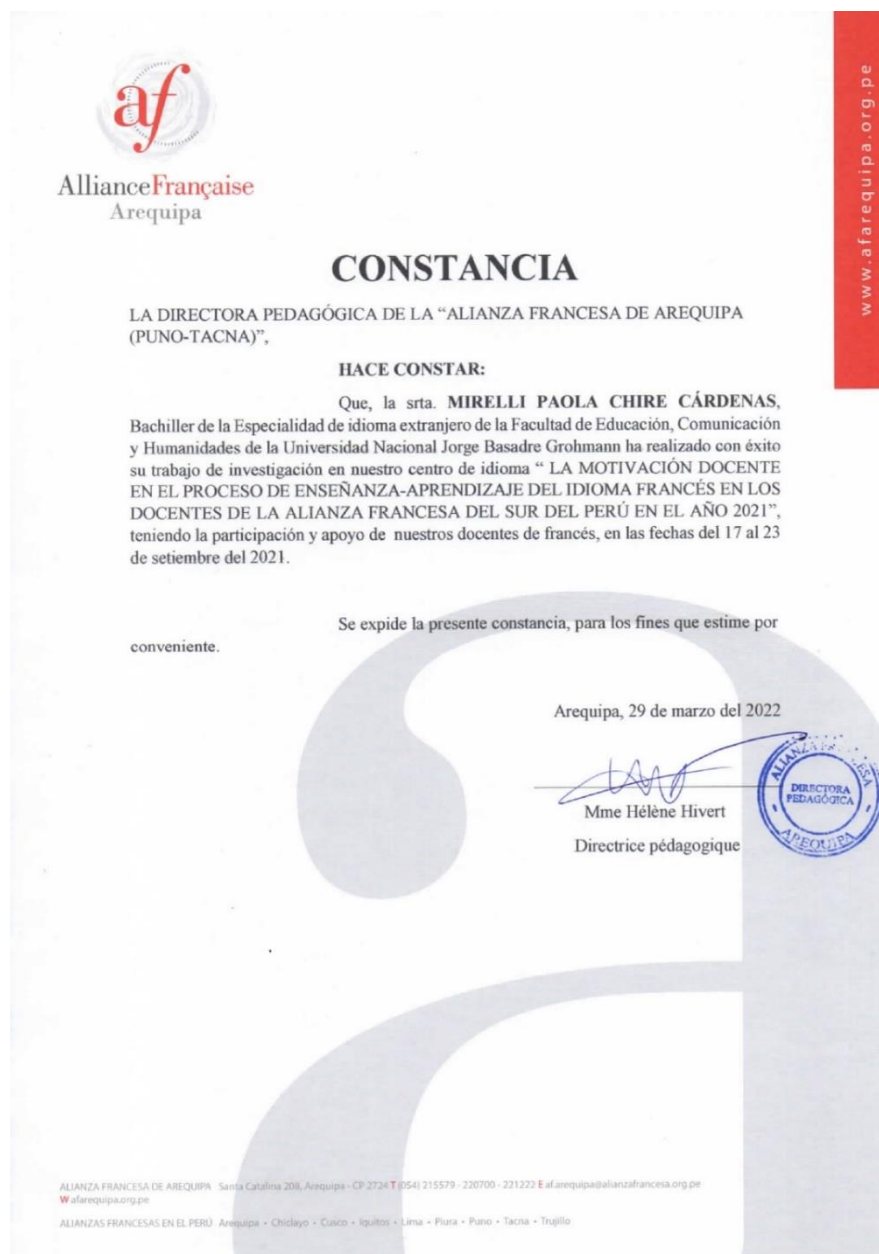 af
AllianceFrançaise
Arequipa
www.afarequipa.org.pe
CONSTANCIA
LA DIRECTORA PEDAGÓGICA DE LA “ALIANZA FRANCESA DE AREQUIPA
(PUNO-TACNA)”,
HACE CONSTAR:
Que, la srta. MIRELLI PAOLA CHIRE CÁRDENAS,
Bachiller de la Especialidad de idioma extranjero de la Facultad de Educación, Comunicación
y Humanidades de la Universidad Nacional Jorge Basadre Grohmann ha realizado con éxito
su trabajo de investigación en nuestro centro de idioma “ LA MOTIVACIÓN DOCENTE
EN EL PROCESO DE ENSEÑANZA-APRENDIZAJE DEL IDIOMA FRANCÉS EN LOS
DOCENTES DE LA ALIANZA FRANCESA DEL SUR DEL PERÚ EN EL AÑO 2021”,
teniendo la participación y apoyo de nuestros docentes de francés, en las fechas del 17 al 23
de setiembre del 2021.
Se expide la presente constancia, para los fines que estime por
conveniente.
Arequipa, 29 de marzo del 2022
Mme Hélène Hivert
Directrice pédagogique
ALIANZA FRANCESA
DIRECTORA
PEDAGÓGICA
AREQUIPA
ALIANZA FRANCESA DE AREQUIPA Santa Catalina 208, Arequipa - CP 2724 T (054) 215579 - 220700 - 221222 E af.arequipa@alianzafrancesa.org.pe
W afarequipa.org.pe
ALIANZAS FRANCESAS EN EL PERÚ Arequipa • Chiclayo • Cusco • Iquitos • Lima • Piura • Puno • Tacna • Trujillo